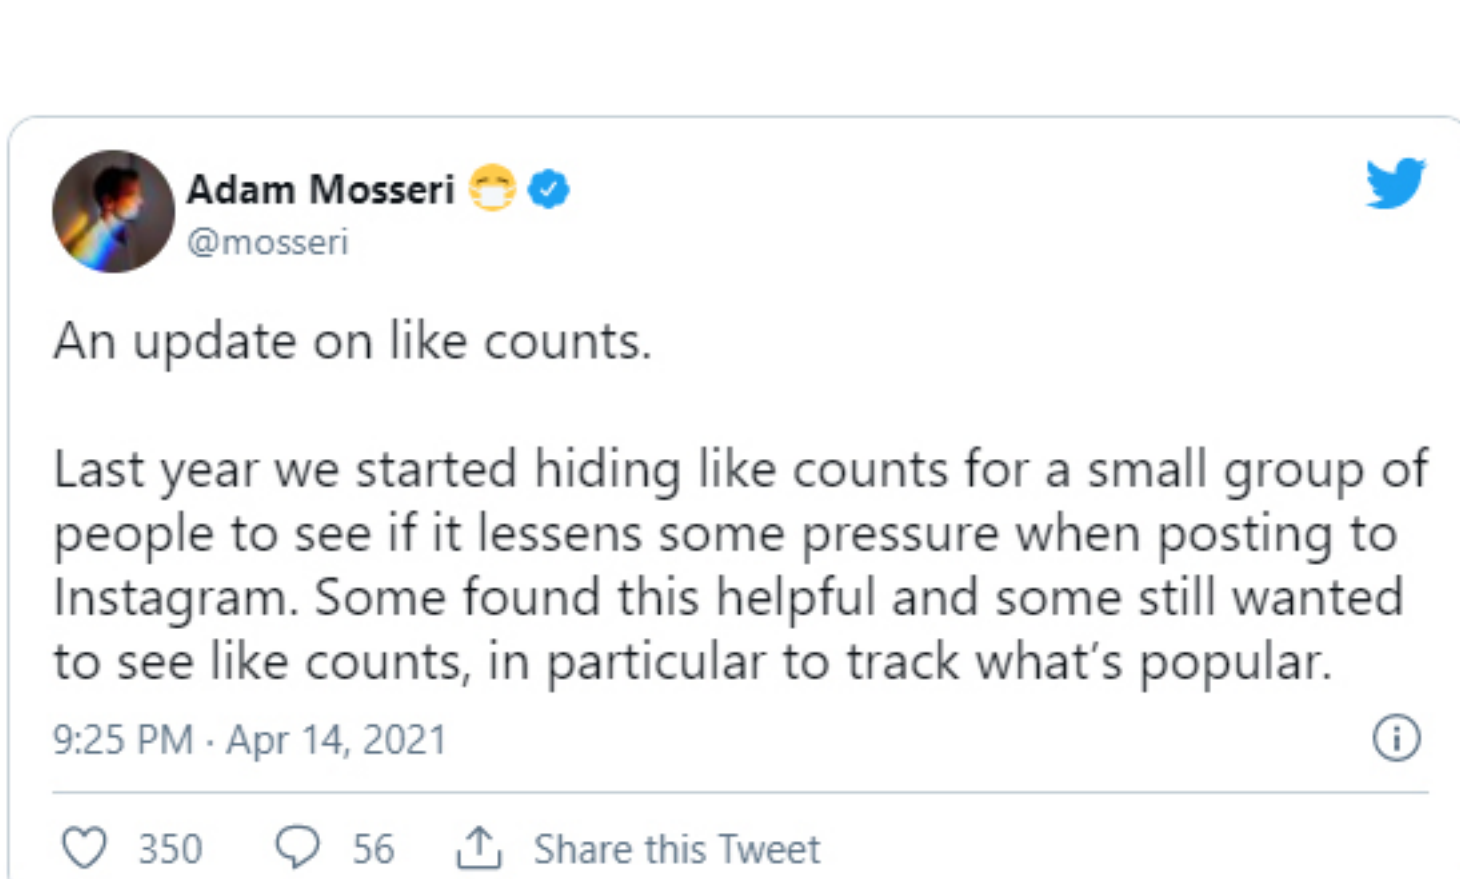 Adam Mosseri 😷
@mosseri
An update on like counts.
Last year we started hiding like counts for a small group of
people to see if it lessens some pressure when posting to
Instagram. Some found this helpful and some still wanted
to see like counts, in particular to track what’s popular.
9:25 PM · Apr 14, 2021
350 56 Share this Tweet